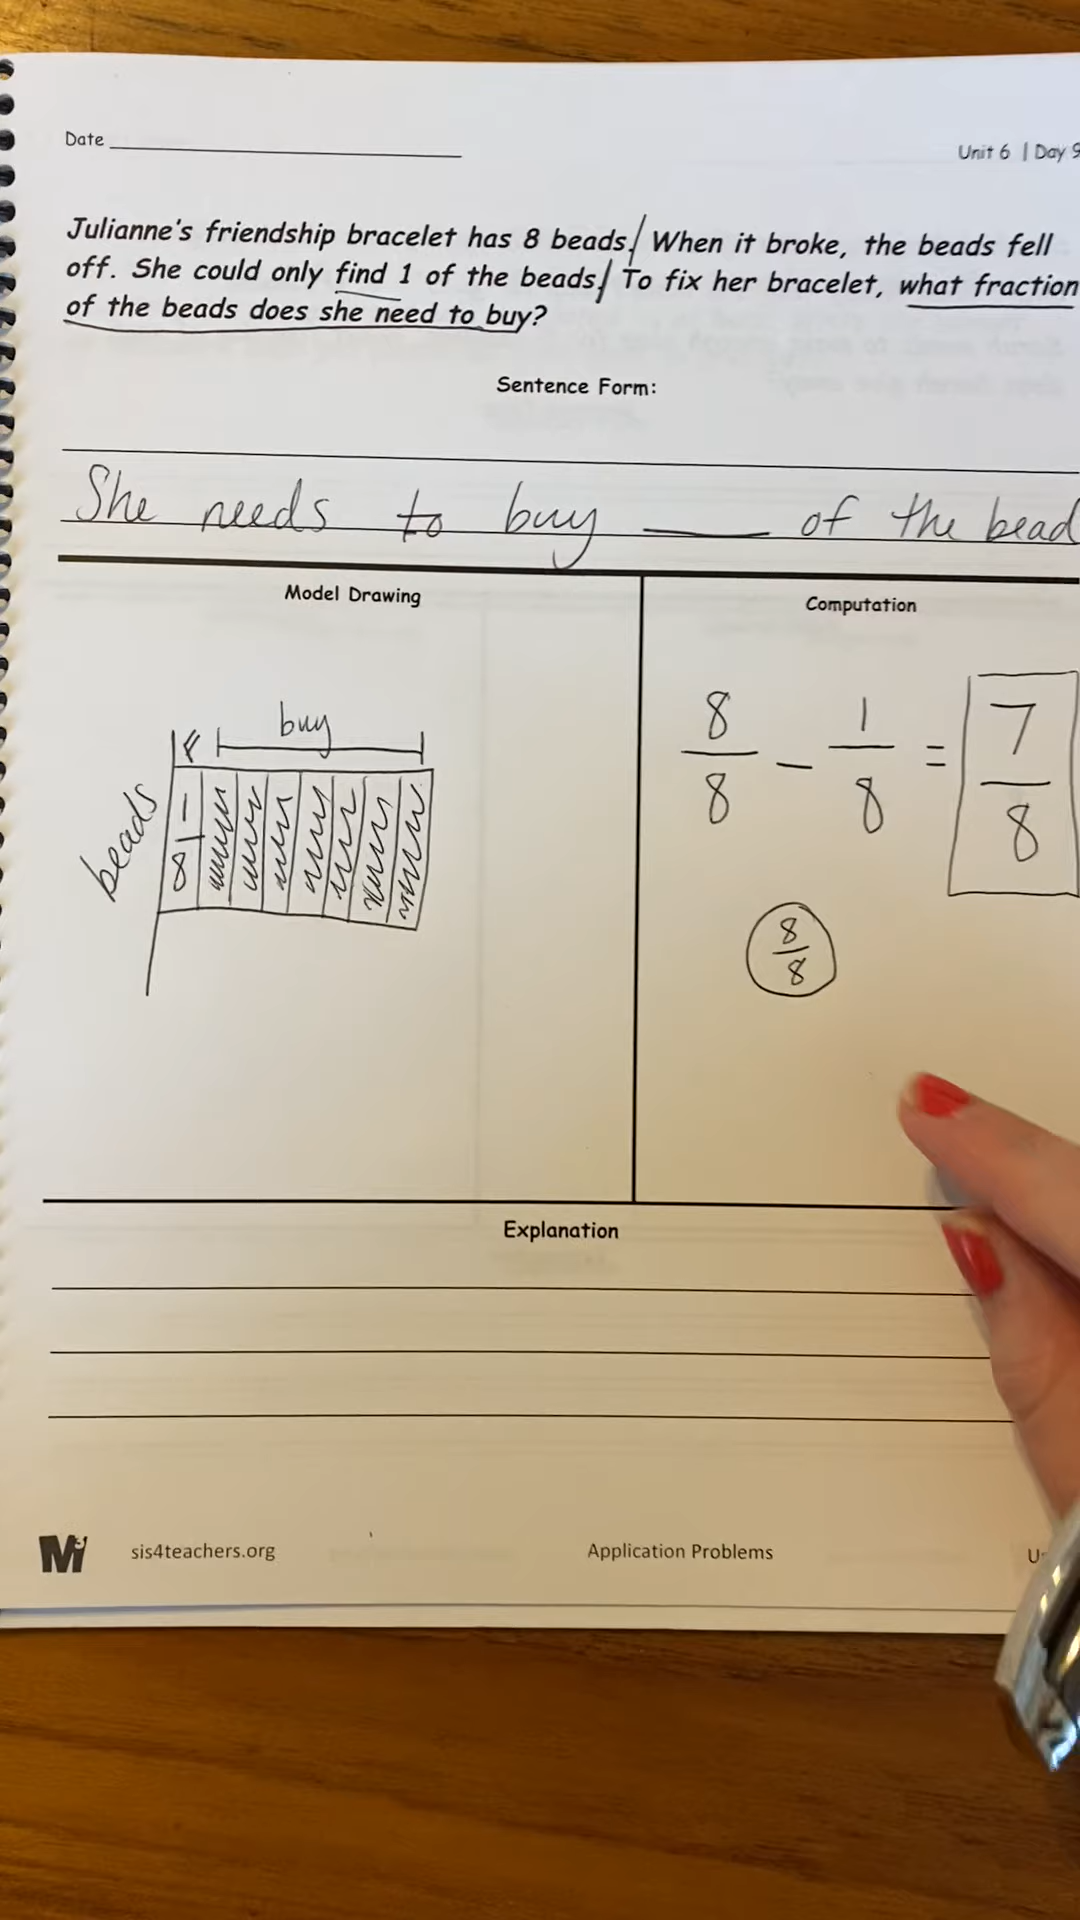 Date
Unit 6 | Day 9
Julianne's friendship bracelet has 8 beads. When it broke, the beads fell
off. She could only find 1 of the beads. To fix her bracelet, what fraction
of the beads does she need to buy?
Sentence Form:
She needs to buy ___ of the bead
Model Drawing
Computation
buy
F
beads
1/8
8/8 - 1/8 = 7/8
8/8
Explanation
sis4teachers.org
Application Problems